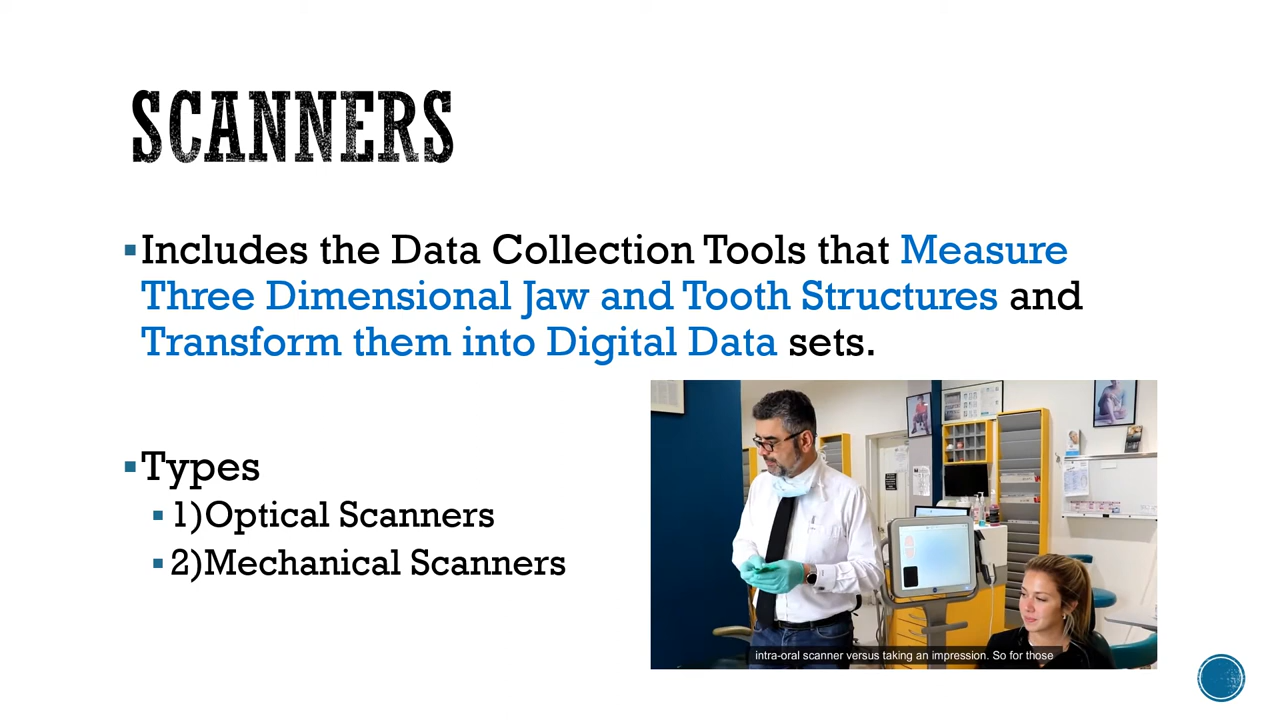 SCANNERS
▪Includes the Data Collection Tools that Measure
Three Dimensional Jaw and Tooth Structures and
Transform them into Digital Data sets.
▪Types
▪1)Optical Scanners
▪2)Mechanical Scanners
intra-oral scanner versus taking an impression. So for those